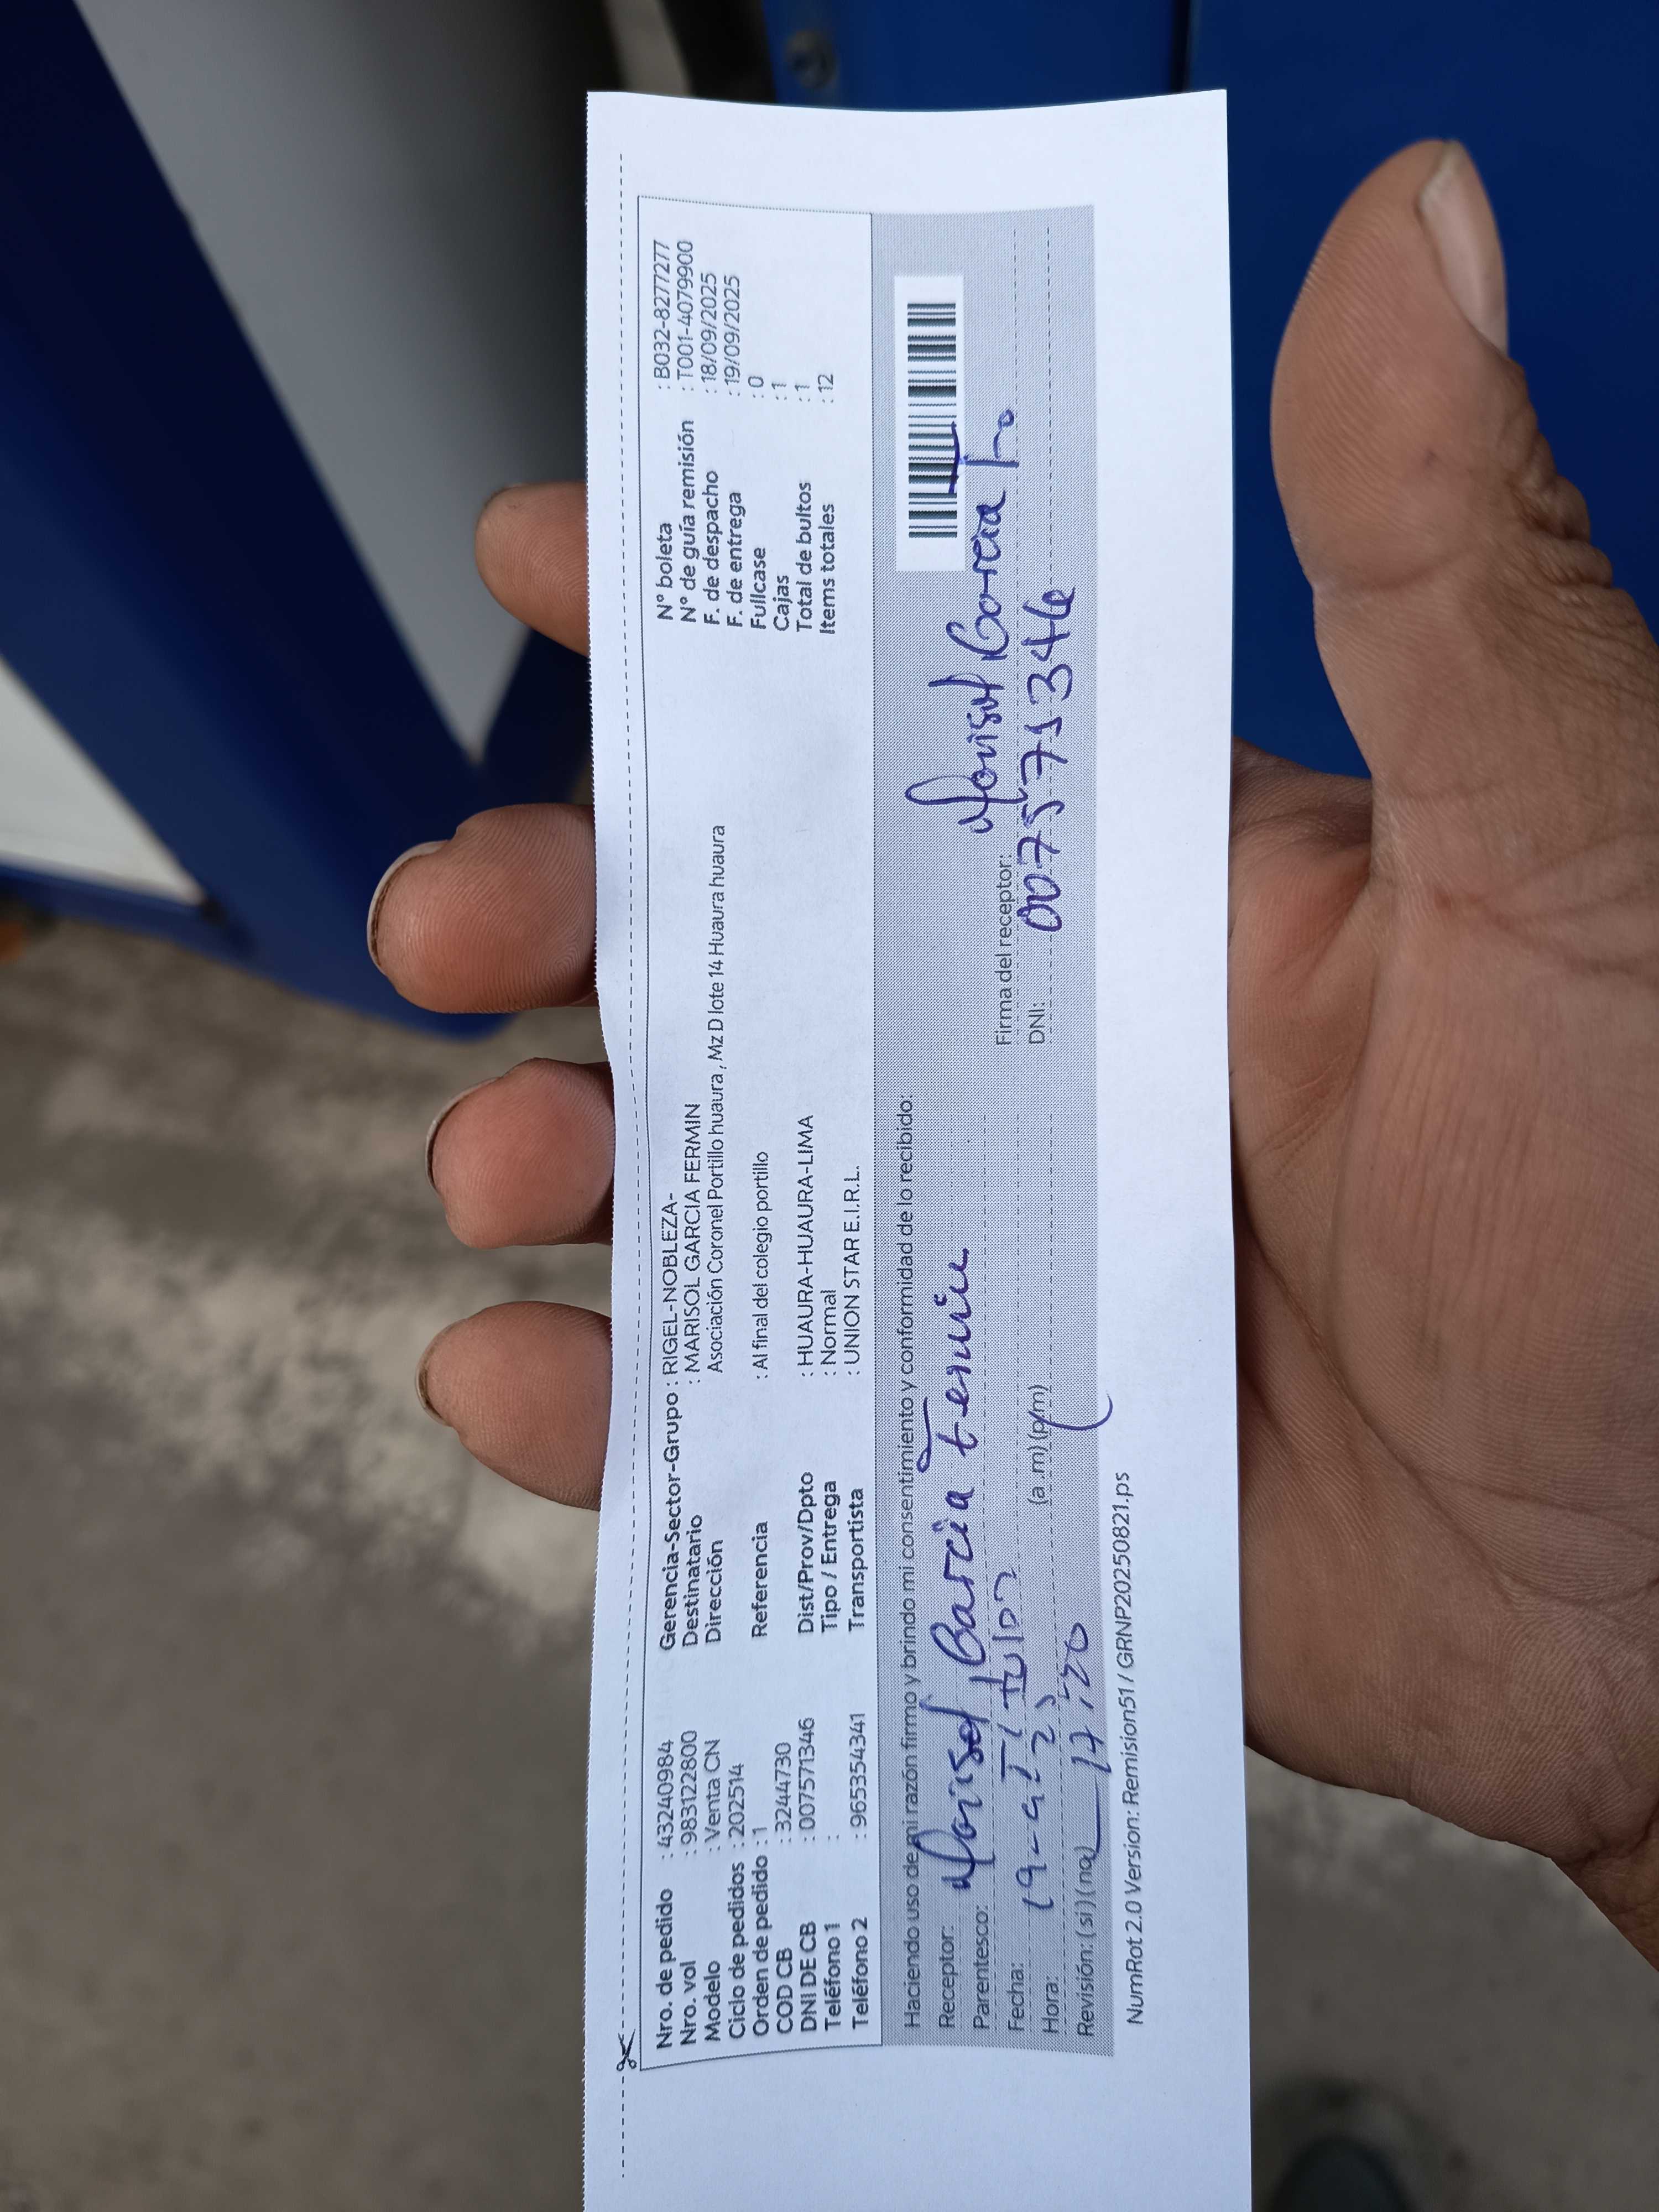 Nro. de pedido : 43240984
Nro. vol : 983122800
Modelo : Venta CN
Ciclo de pedidos : 202514
Orden de pedido : 1
COD CB : 3244730
DNI DE CB : 007571346
Teléfono 1 :
Teléfono 2 : 965354341
Gerencia-Sector-Grupo : RIGEL-NOBLEZA-
Destinatario : MARISOL GARCIA FERMIN
Dirección Asociación Coronel Portillo huaura , Mz D lote 14 Huaura huaura
Referencia : Al final del colegio portillo
Dist/Prov/Dpto : HUAURA-HUAURA-LIMA
Tipo / Entrega : Normal
Transportista : UNION STAR E.I.R.L.
N° boleta : B032-8277277
N° de guía remisión : T001-4079900
F. de despacho : 18/09/2025
F. de entrega : 19/09/2025
Fullcase : 0
Cajas : 1
Total de bultos : 1
Items totales : 12
Haciendo uso de mi razón firmo y brindo mi consentimiento y conformidad de lo recibido:
Receptor: Marisol Garcia Fermin
Parentesco: Titular
Fecha: 19-9-25
Hora: 17:20 (a .m) (p/m)
Revisión: ( si ) ( no )
Firma del receptor: Marisol Garcia
DNI: 007571346
NumRot 2.0 Version: Remision51 / GRNP20250821.ps